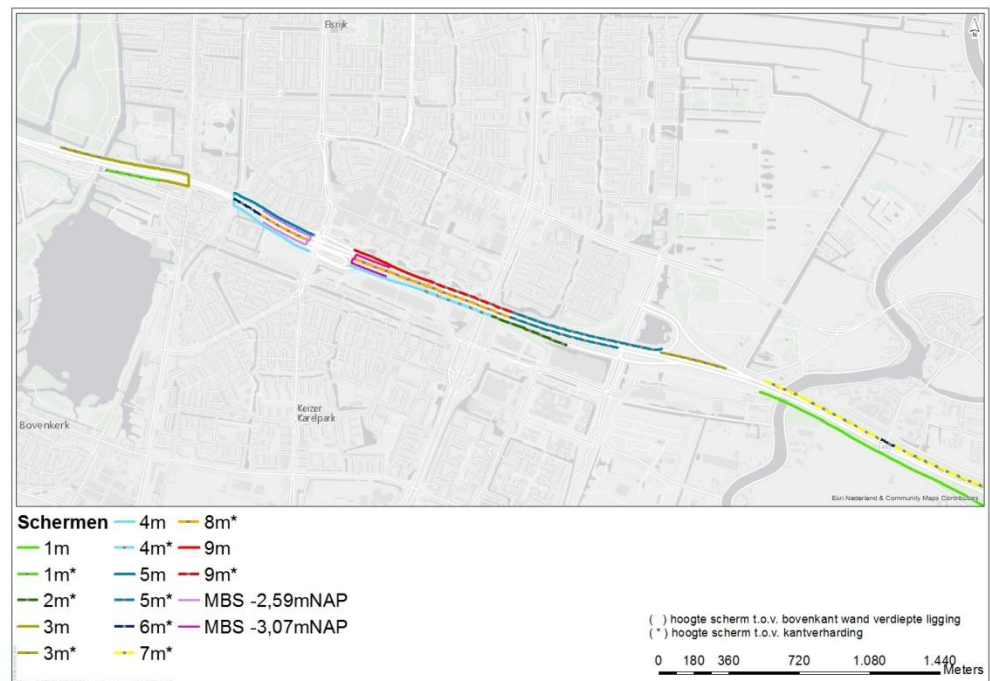 Elsrijk
N
Keizer
Karelpark
Bovenkerk
Esri Nederland & Community Maps Contributors
Schermen
1m
1m*
2m*
3m
3m*
4m
4m*
5m
5m*
6m*
7m*
8m*
9m
9m*
MBS -2,59mNAP
MBS -3,07mNAP
( ) hoogte scherm t.o.v. bovenkant wand verdiepte ligging
(*) hoogte scherm t.o.v. kantverharding
0 180 360 720 1.080 1.440
Meters